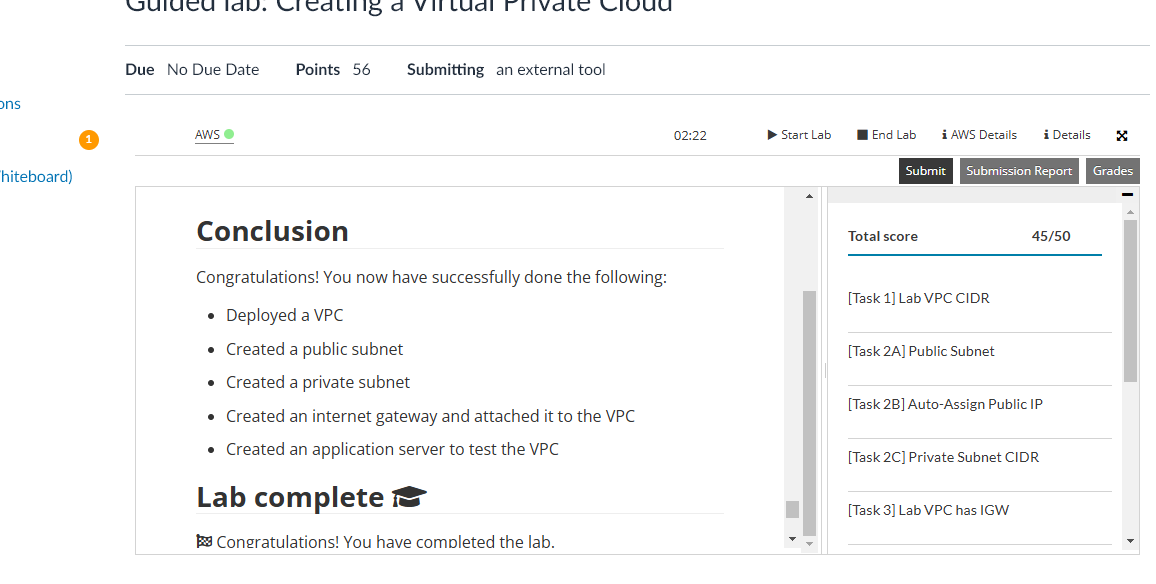 Guided lab: Creating a Virtual Private Cloud
Due No Due Date Points 56 Submitting an external tool
ons
1
hiteboard)
AWS 02:22 Start Lab End Lab AWS Details Details
Submit Submission Report Grades
Conclusion
Congratulations! You now have successfully done the following:
Deployed a VPC
Created a public subnet
Created a private subnet
Created an internet gateway and attached it to the VPC
Created an application server to test the VPC
Lab complete
Congratulations! You have completed the lab.
Total score 45/50
[Task 1] Lab VPC CIDR
[Task 2A] Public Subnet
[Task 2B] Auto-Assign Public IP
[Task 2C] Private Subnet CIDR
[Task 3] Lab VPC has IGW